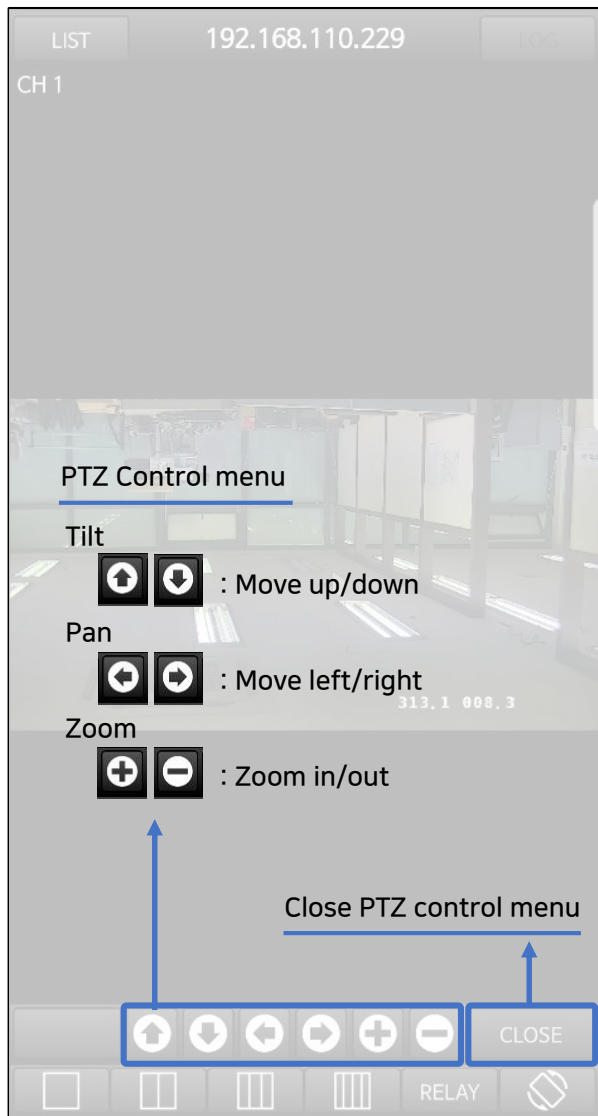 LIST 192.168.110.229 LOG
CH 1
PTZ Control menu
Tilt
: Move up/down
Pan
: Move left/right
313.1 008.3
Zoom
: Zoom in/out
Close PTZ control menu
CLOSE
RELAY